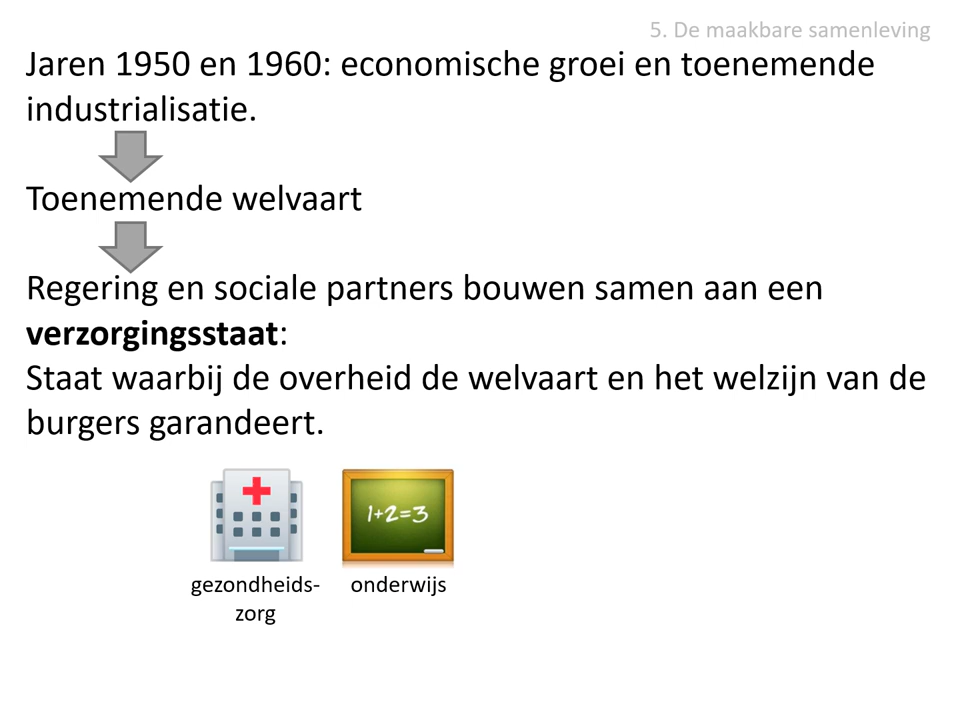 5. De maakbare samenleving
Jaren 1950 en 1960: economische groei en toenemende
industrialisatie.
Toenemende welvaart
Regering en sociale partners bouwen samen aan een
verzorgingsstaat:
Staat waarbij de overheid de welvaart en het welzijn van de
burgers garandeert.
1+2=3
gezondheids-
zorg
onderwijs